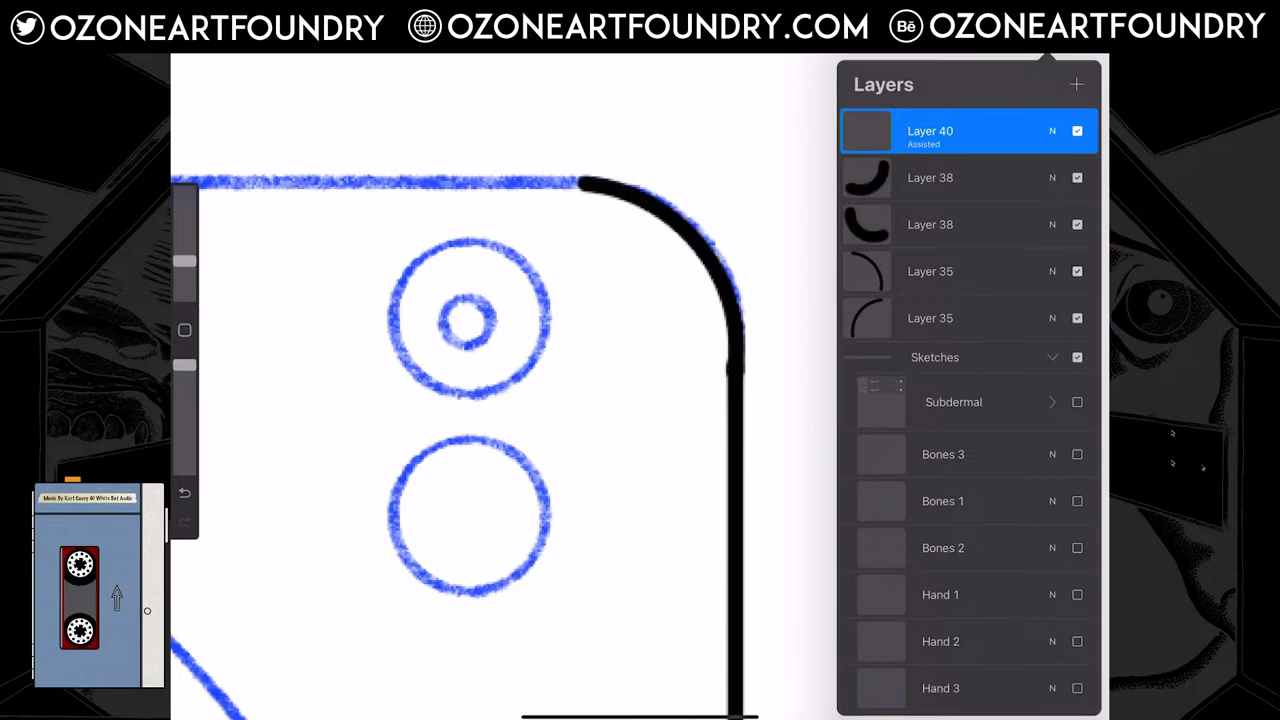 OZONEARTFOUNDRY OZONEARTFOUNDRY.COM Bē OZONEARTFOUNDRY
Layers
Layer 40 N
Assisted
Layer 38 N
Layer 38 N
Layer 35 N
Layer 35 N
Sketches
Subdermal
Bones 3 N
Bones 1 N
Bones 2 N
Hand 1 N
Hand 2 N
Hand 3 N